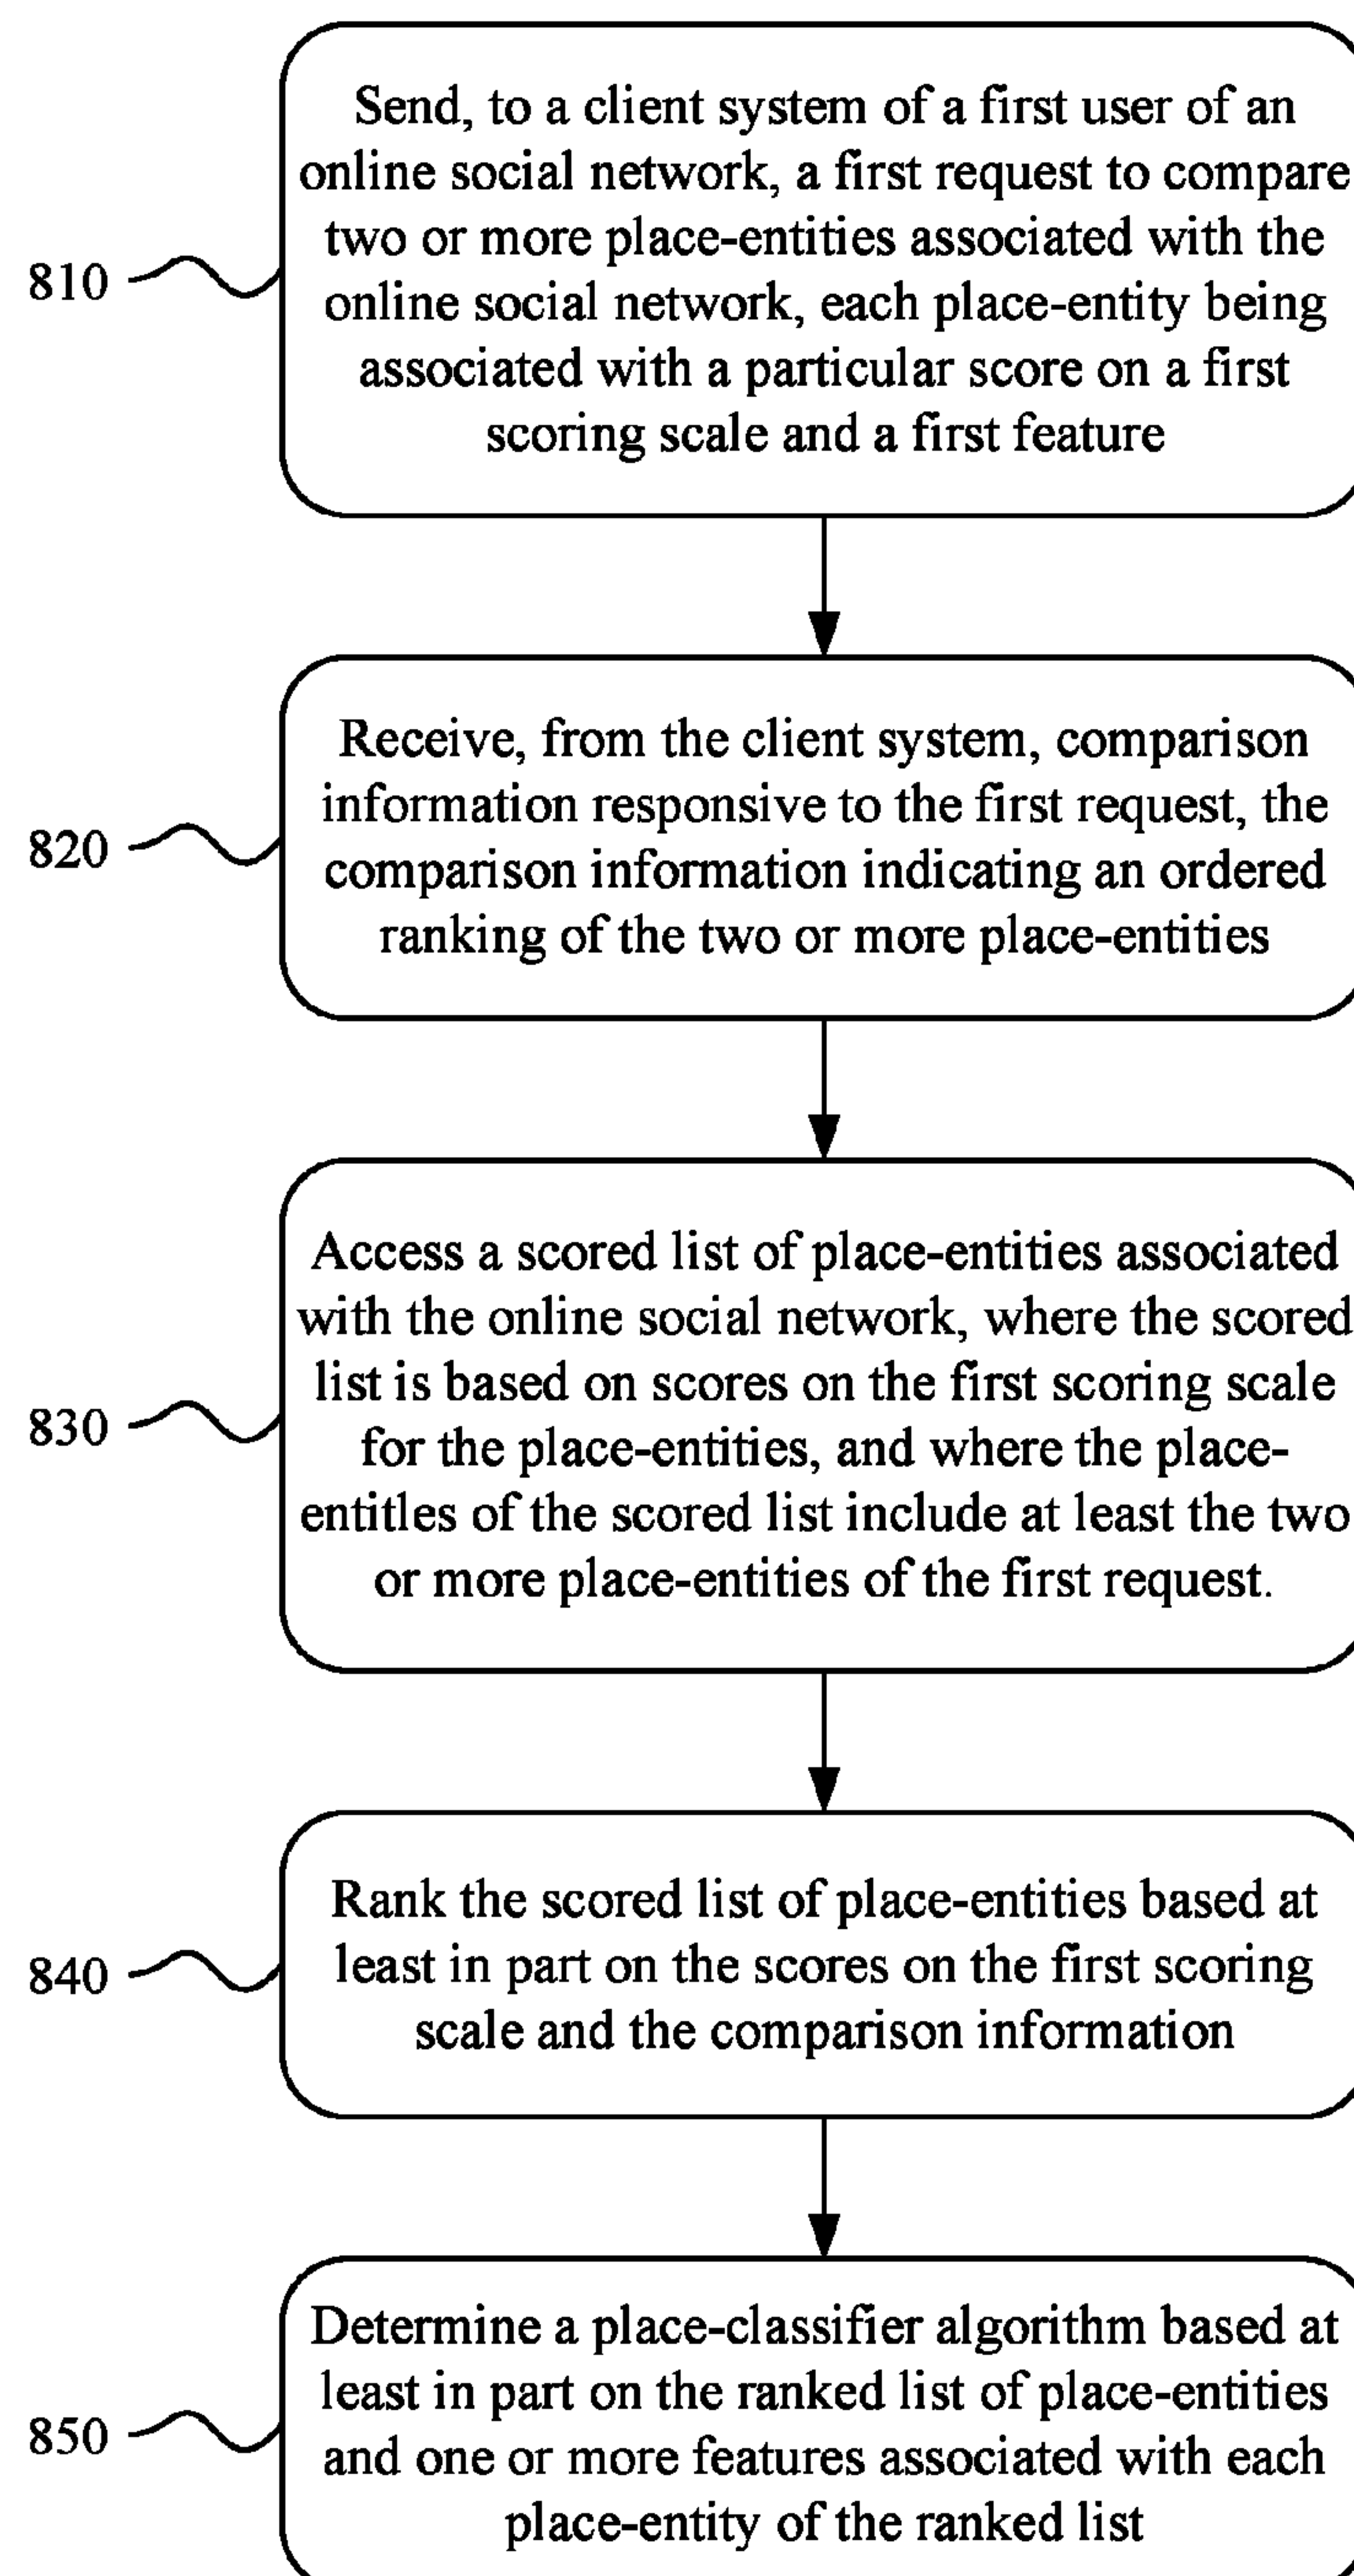 Send, to a client system of a first user of an
online social network, a first request to compare
two or more place-entities associated with the
online social network, each place-entity being
associated with a particular score on a first
scoring scale and a first feature
810
Receive, from the client system, comparison
information responsive to the first request, the
comparison information indicating an ordered
ranking of the two or more place-entities
820
Access a scored list of place-entities associated
with the online social network, where the scored
list is based on scores on the first scoring scale
for the place-entities, and where the place-
entitles of the scored list include at least the two
or more place-entities of the first request.
830
Rank the scored list of place-entities based at
least in part on the scores on the first scoring
scale and the comparison information
840
Determine a place-classifier algorithm based at
least in part on the ranked list of place-entities
and one or more features associated with each
place-entity of the ranked list
850